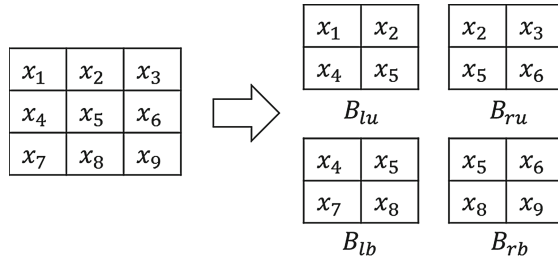 x1 x2 x3
x4 x5 x6
x7 x8 x9
x1 x2
x4 x5
Blu
x2 x3
x5 x6
Bru
x4 x5
x7 x8
Blb
x5 x6
x8 x9
Brb